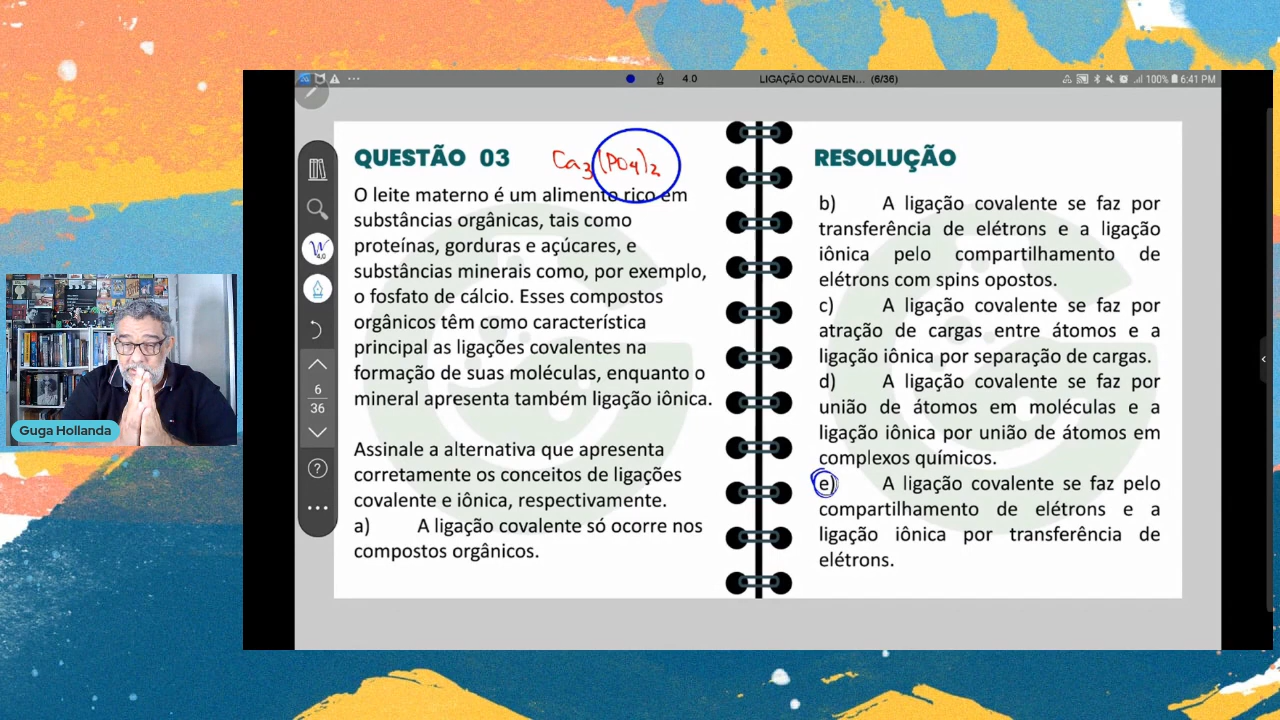 4.0
LIGAÇÃO COVALEN... (6/36)
100%
6:41 PM
QUESTÃO 03
Ca3(PO4)2
O leite materno é um alimento rico em
substâncias orgânicas, tais como
proteínas, gorduras e açúcares, e
substâncias minerais como, por exemplo,
o fosfato de cálcio. Esses compostos
orgânicos têm como característica
principal as ligações covalentes na
formação de suas moléculas, enquanto o
mineral apresenta também ligação iônica.
Assinale a alternativa que apresenta
corretamente os conceitos de ligações
covalente e iônica, respectivamente.
a) A ligação covalente só ocorre nos
compostos orgânicos.
RESOLUÇÃO
b) A ligação covalente se faz por
transferência de elétrons e a ligação
iônica pelo compartilhamento de
elétrons com spins opostos.
c) A ligação covalente se faz por
atração de cargas entre átomos e a
ligação iônica por separação de cargas.
d) A ligação covalente se faz por
união de átomos em moléculas e a
ligação iônica por união de átomos em
complexos químicos.
e) A ligação covalente se faz pelo
compartilhamento de elétrons e a
ligação iônica por transferência de
elétrons.
4.0
6
36
?
Guga Hollanda